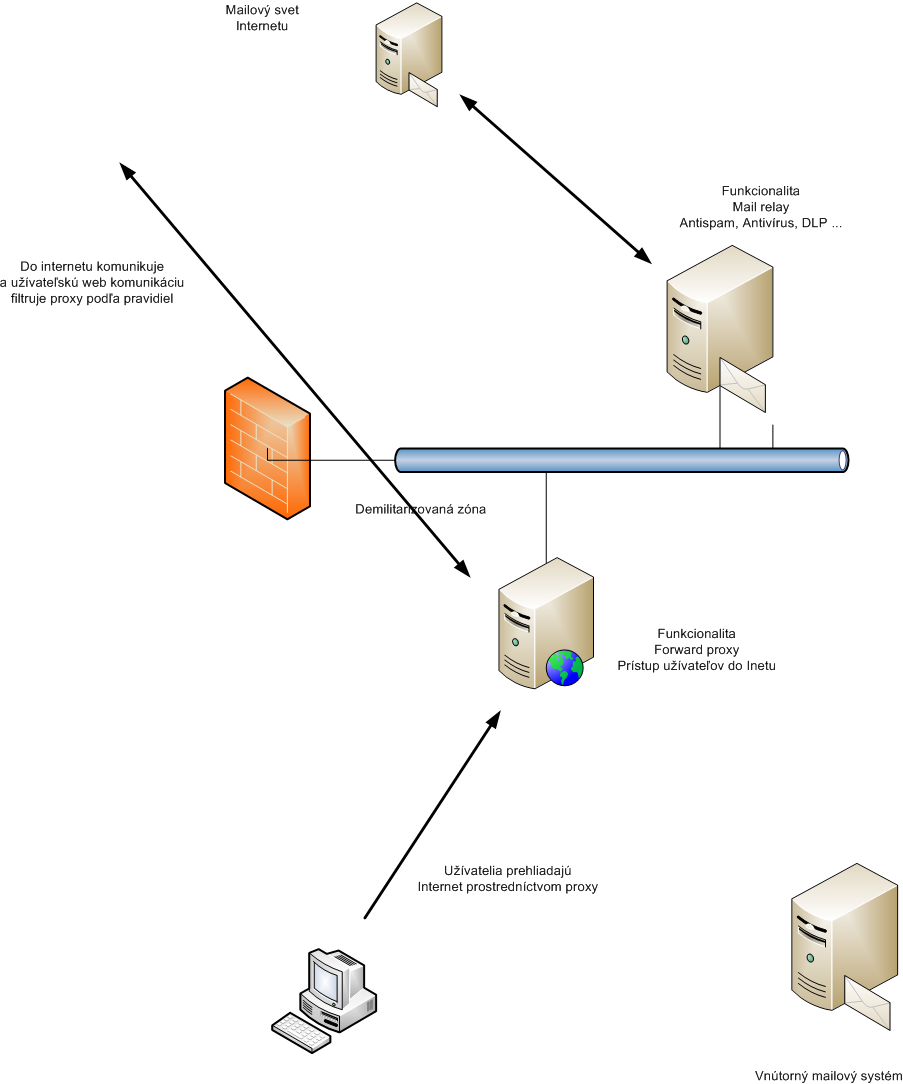 Mailový svet
Internetu
Funkcionalita
Mail relay
Antispam, Antivírus, DLP ...
Do internetu komunikuje
a užívateľskú web komunikáciu
filtruje proxy podľa pravidiel
Demilitarizovaná zóna
Funkcionalita
Forward proxy
Prístup užívateľov do Inetu
Užívatelia prehliadajú
Internet prostredníctvom proxy
Vnútorný mailový systém